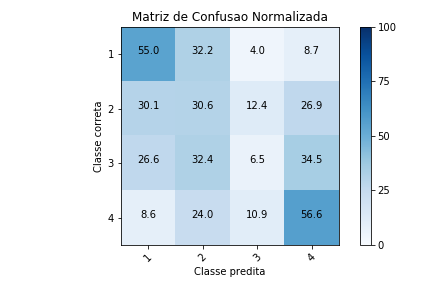 Matriz de Confusao Normalizada
100
1 55.0 32.2 4.0 8.7
75
2 30.1 30.6 12.4 26.9
50
3 26.6 32.4 6.5 34.5
25
4 8.6 24.0 10.9 56.6
0
Classe correta
1 2 3 4
Classe predita